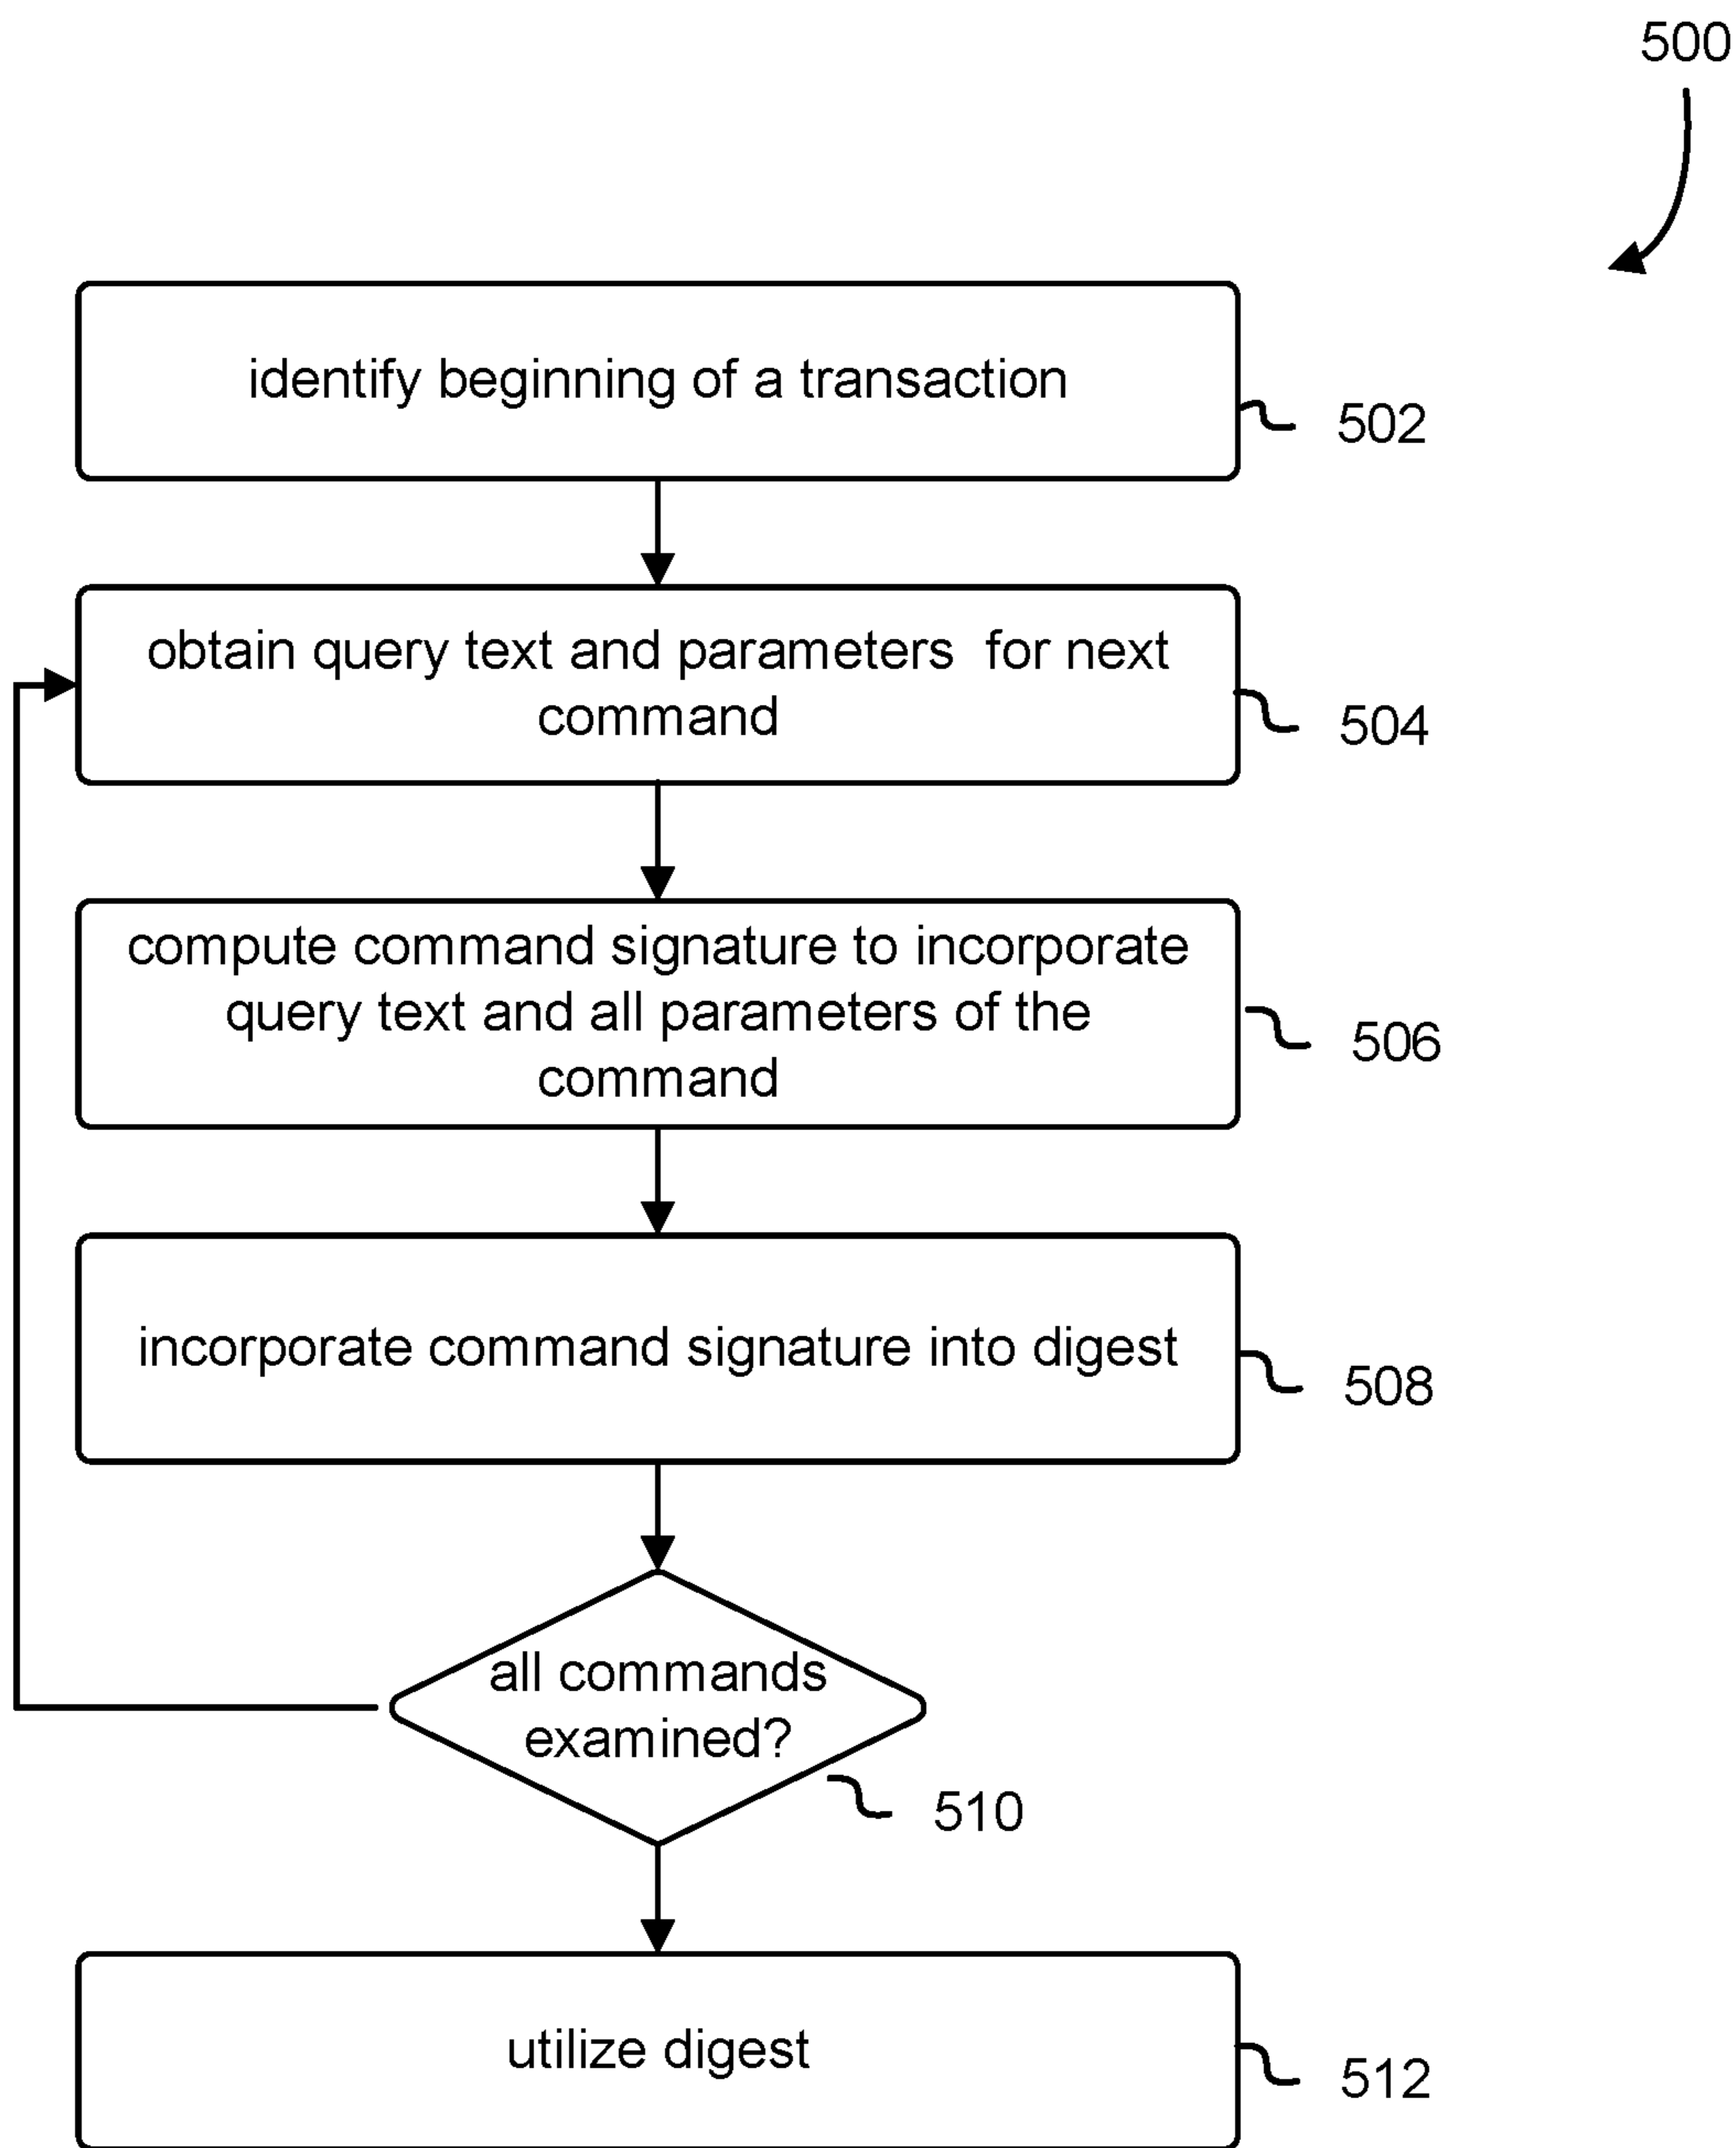 500
identify beginning of a transaction
502
obtain query text and parameters for next
command
504
compute command signature to incorporate
query text and all parameters of the
command
506
incorporate command signature into digest
508
all commands
examined?
510
utilize digest
512